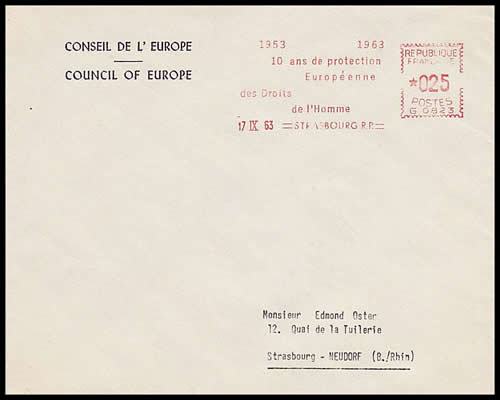 CONSEIL DE L' EUROPE
COUNCIL OF EUROPE
1953 1963
10 ans de protection
Européenne
des Droits
de l'Homme
17 IX 63 STRASBOURG R.P.
REPUBLIQUE
FRANÇAISE
*025
POSTES
G 0823
Monsieur Edmond Oster
12. Quai de la Tuilerie
Strasbourg - NEUDORF (B./Rhin)